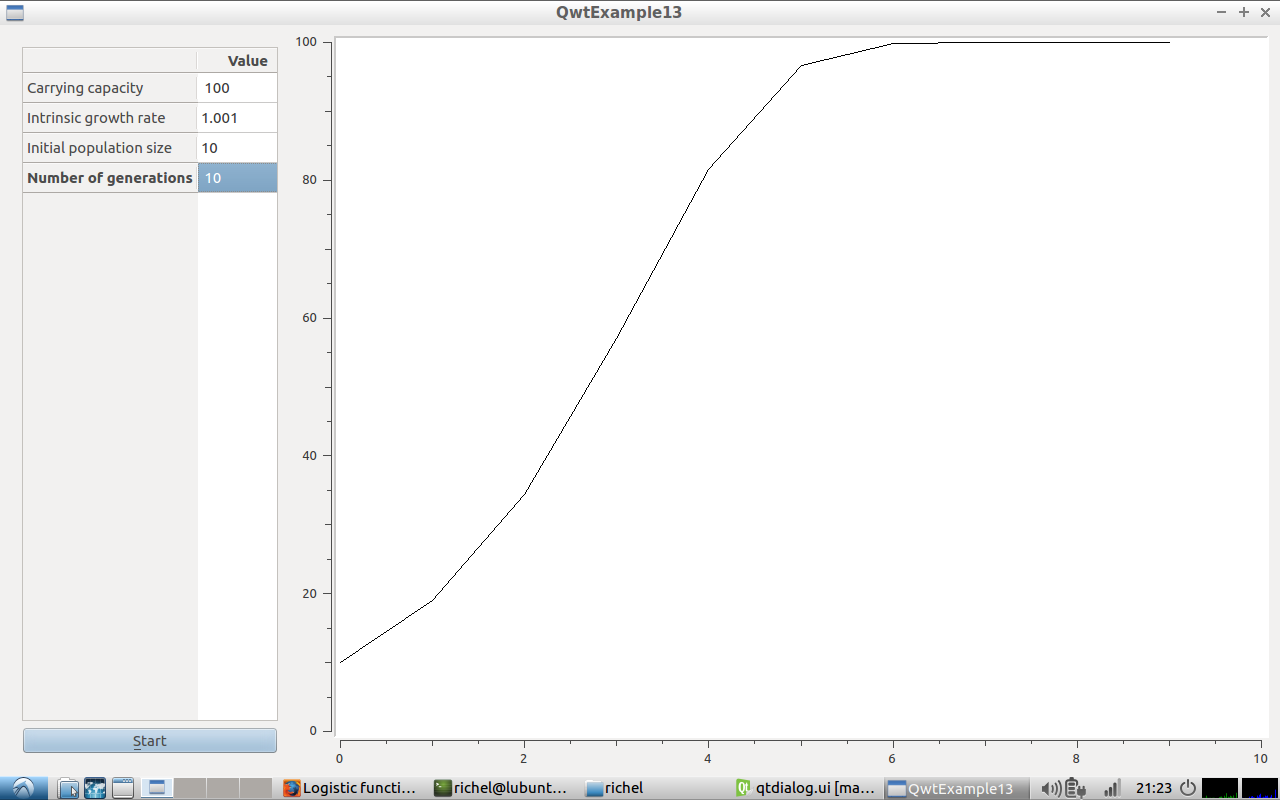 QwtExample13
Value
Carrying capacity 100
Intrinsic growth rate 1.001
Initial population size 10
Number of generations 10
Start
100
80
60
40
20
0
0 2 4 6 8 10
Logistic functi... richel@lubunt... richel qtdialog.ui [ma... QwtExample13 21:23